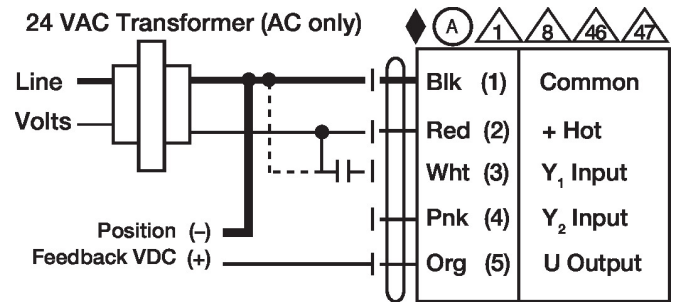 24 VAC Transformer (AC only)
A 1 8 46 47
Line
Volts
Blk (1) Common
Red (2) + Hot
Wht (3) Y1 Input
Pnk (4) Y2 Input
Org (5) U Output
Position (–)
Feedback VDC (+)